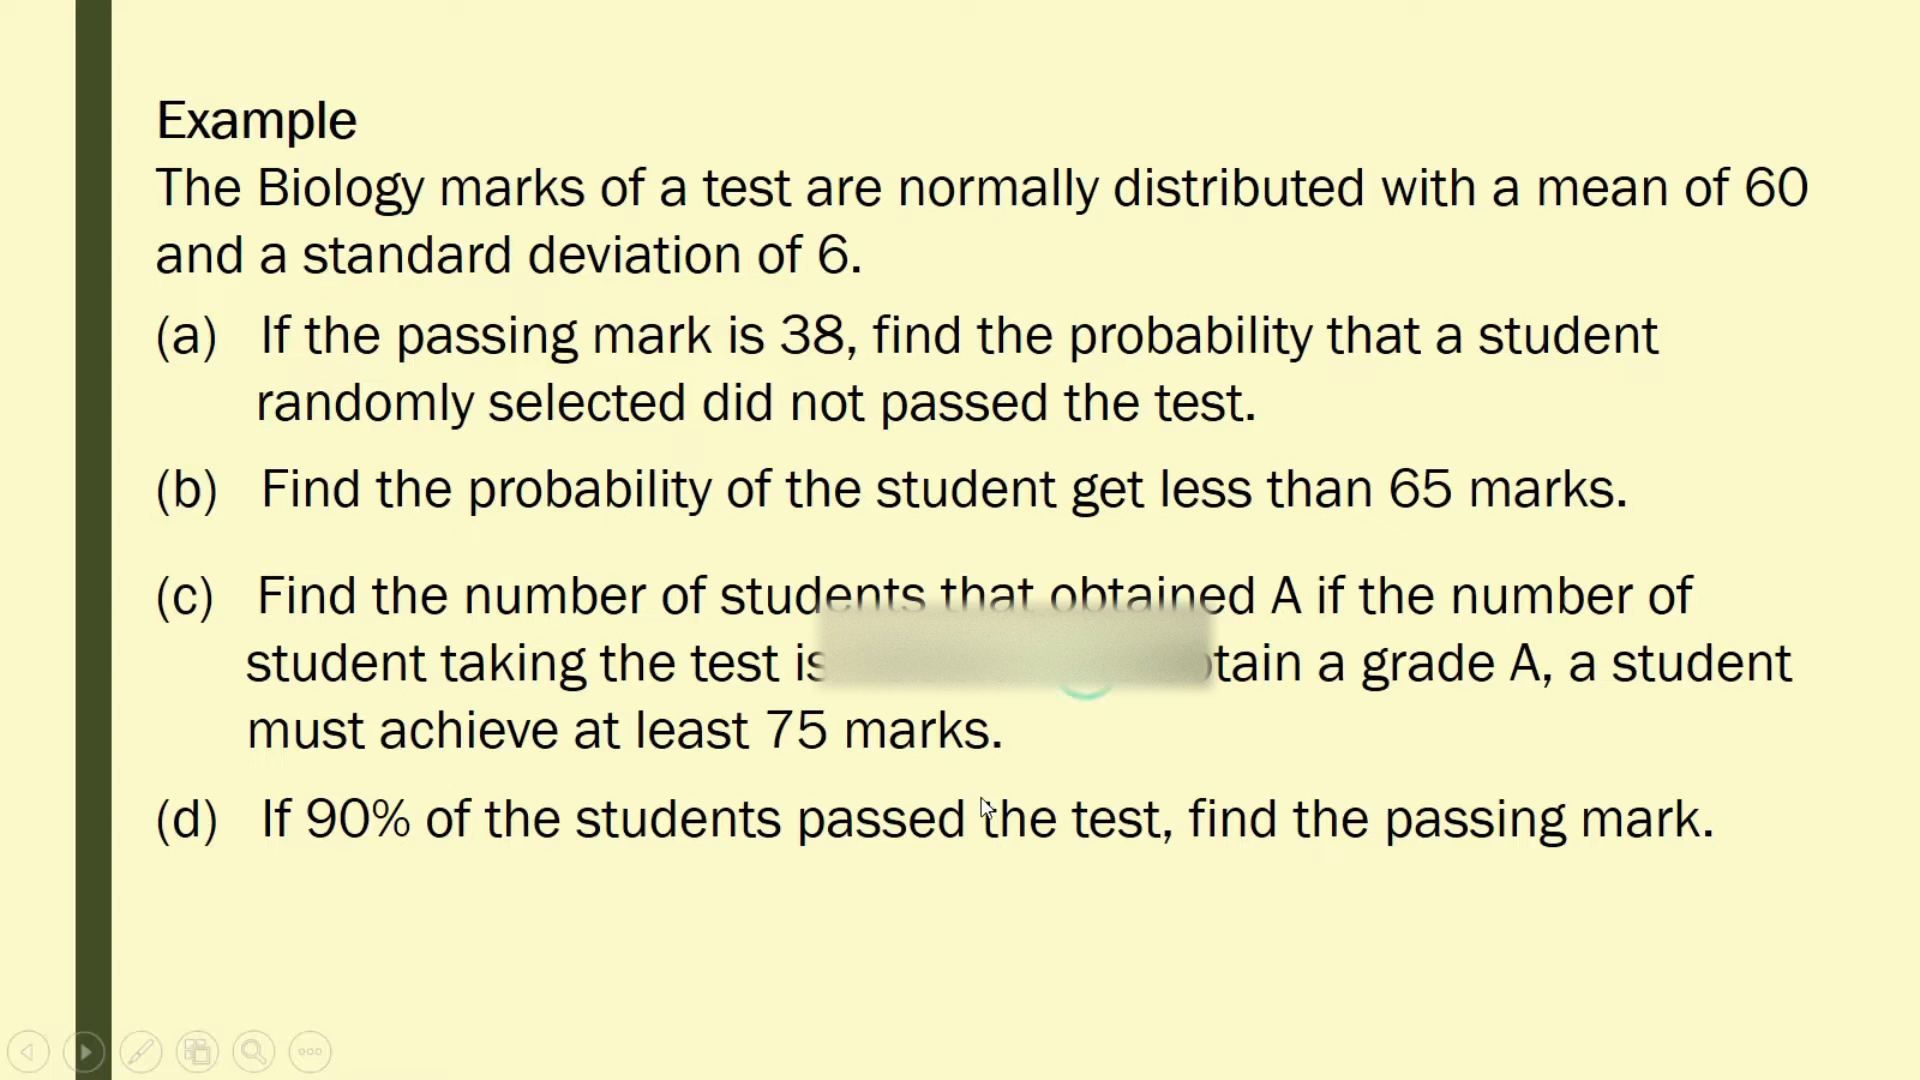 Example
The Biology marks of a test are normally distributed with a mean of 60
and a standard deviation of 6.
(a) If the passing mark is 38, find the probability that a student
randomly selected did not passed the test.
(b) Find the probability of the student get less than 65 marks.
(c) Find the number of students that obtained A if the number of
student taking the test is a grade A, a student
must achieve at least 75 marks.
(d) If 90% of the students passed the test, find the passing mark.